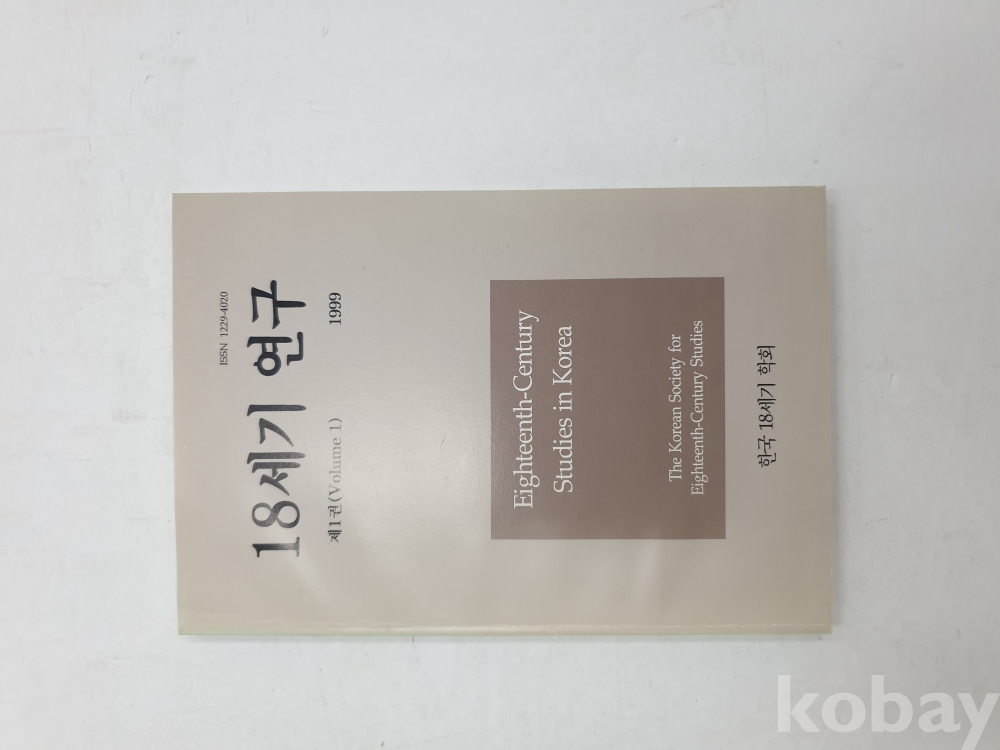 ISSN 1229-4020
18세기 연구
제1권(Volume 1) 1999
Eighteenth-Century
Studies in Korea
The Korean Society for
Eighteenth-Century Studies
한국 18세기 학회
kobay